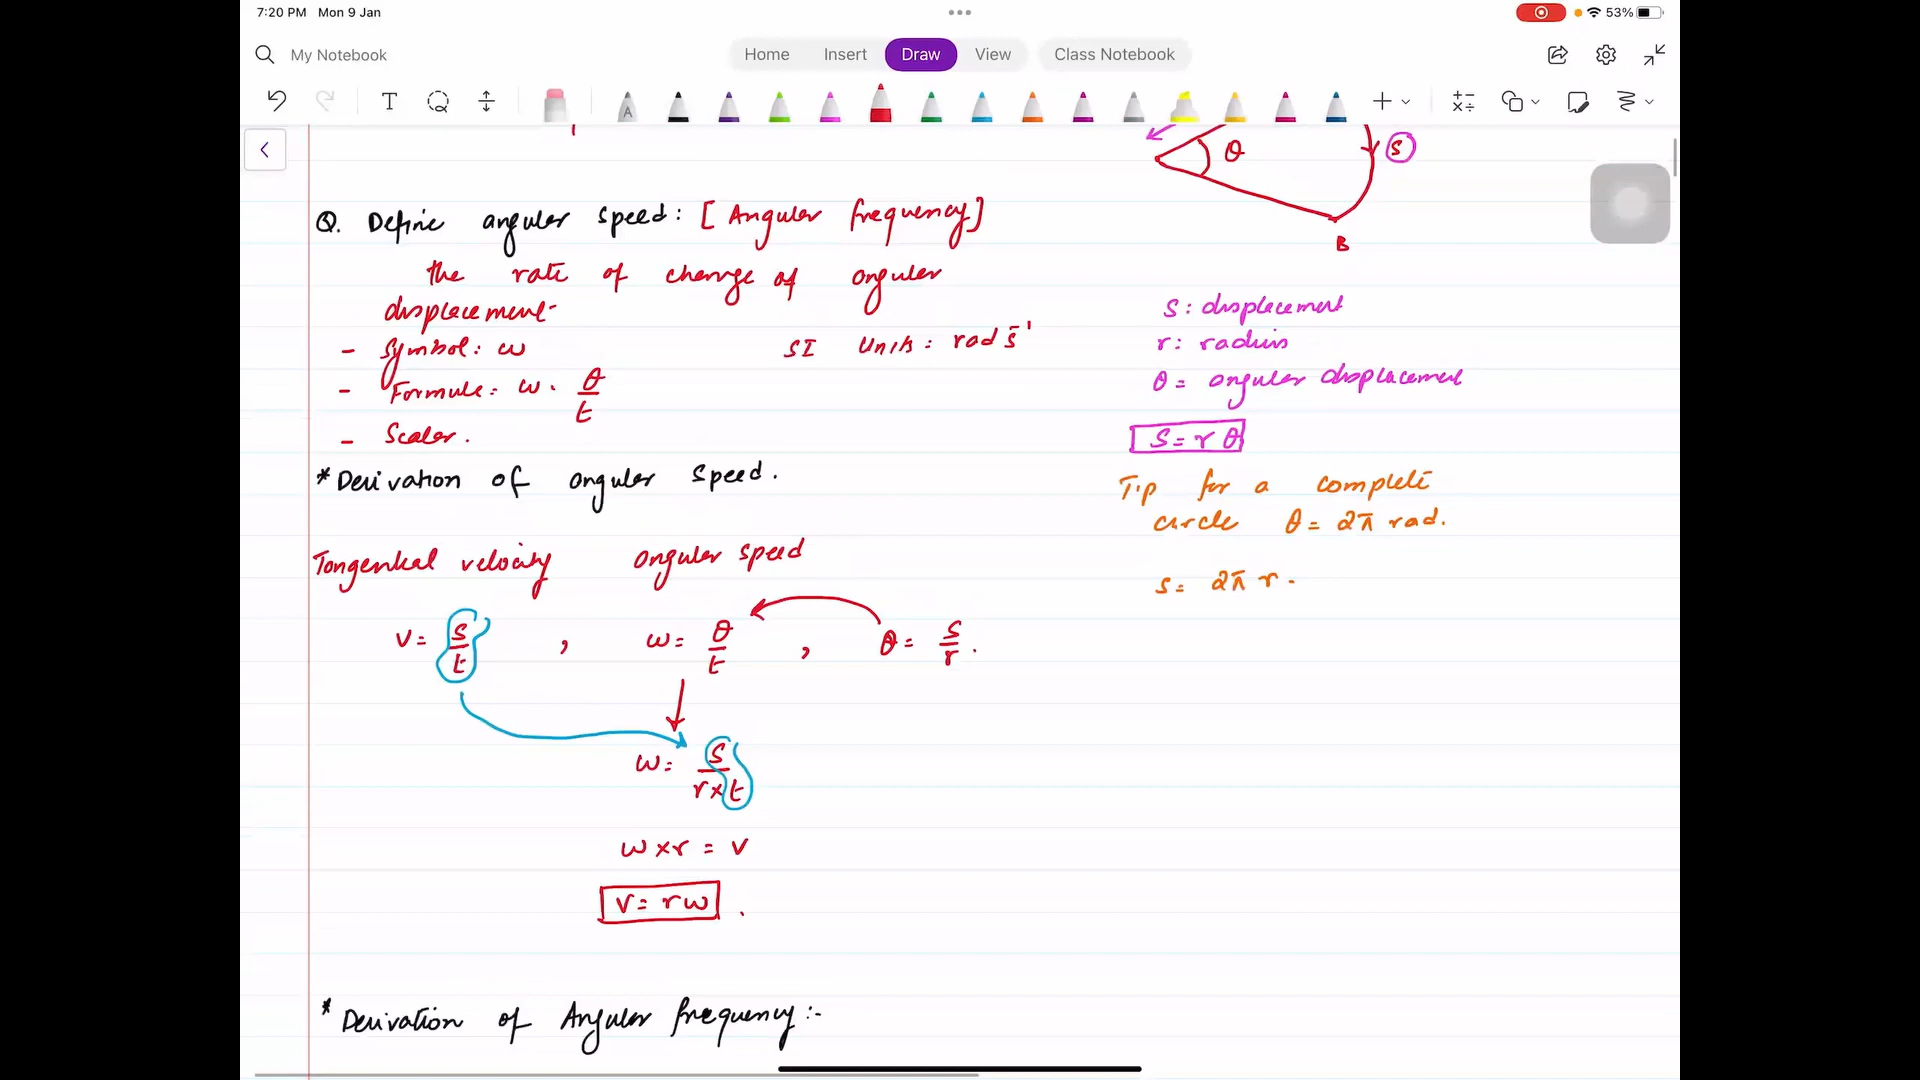 7:20 PM Mon 9 Jan
53%
My Notebook
Home Insert Draw View Class Notebook
T A
θ S
B
Q. Define angular speed: [Angular frequency]
the rate of change of angular
displacement
- Symbol: ω
SI Units: rad s⁻¹
- Formula: ω = θ/t
- Scalar.
*Derivation of angular speed.
Tangential velocity angular speed
v = s/t , ω = θ/t , θ = s/r .
ω = s/r×t
ω×r = v
v = rω .
* Derivation of Angular frequency:-
S: displacement
r: radius
θ = angular displacement
S = r θ
Tip for a complete
circle θ = 2π rad.
s = 2π r.